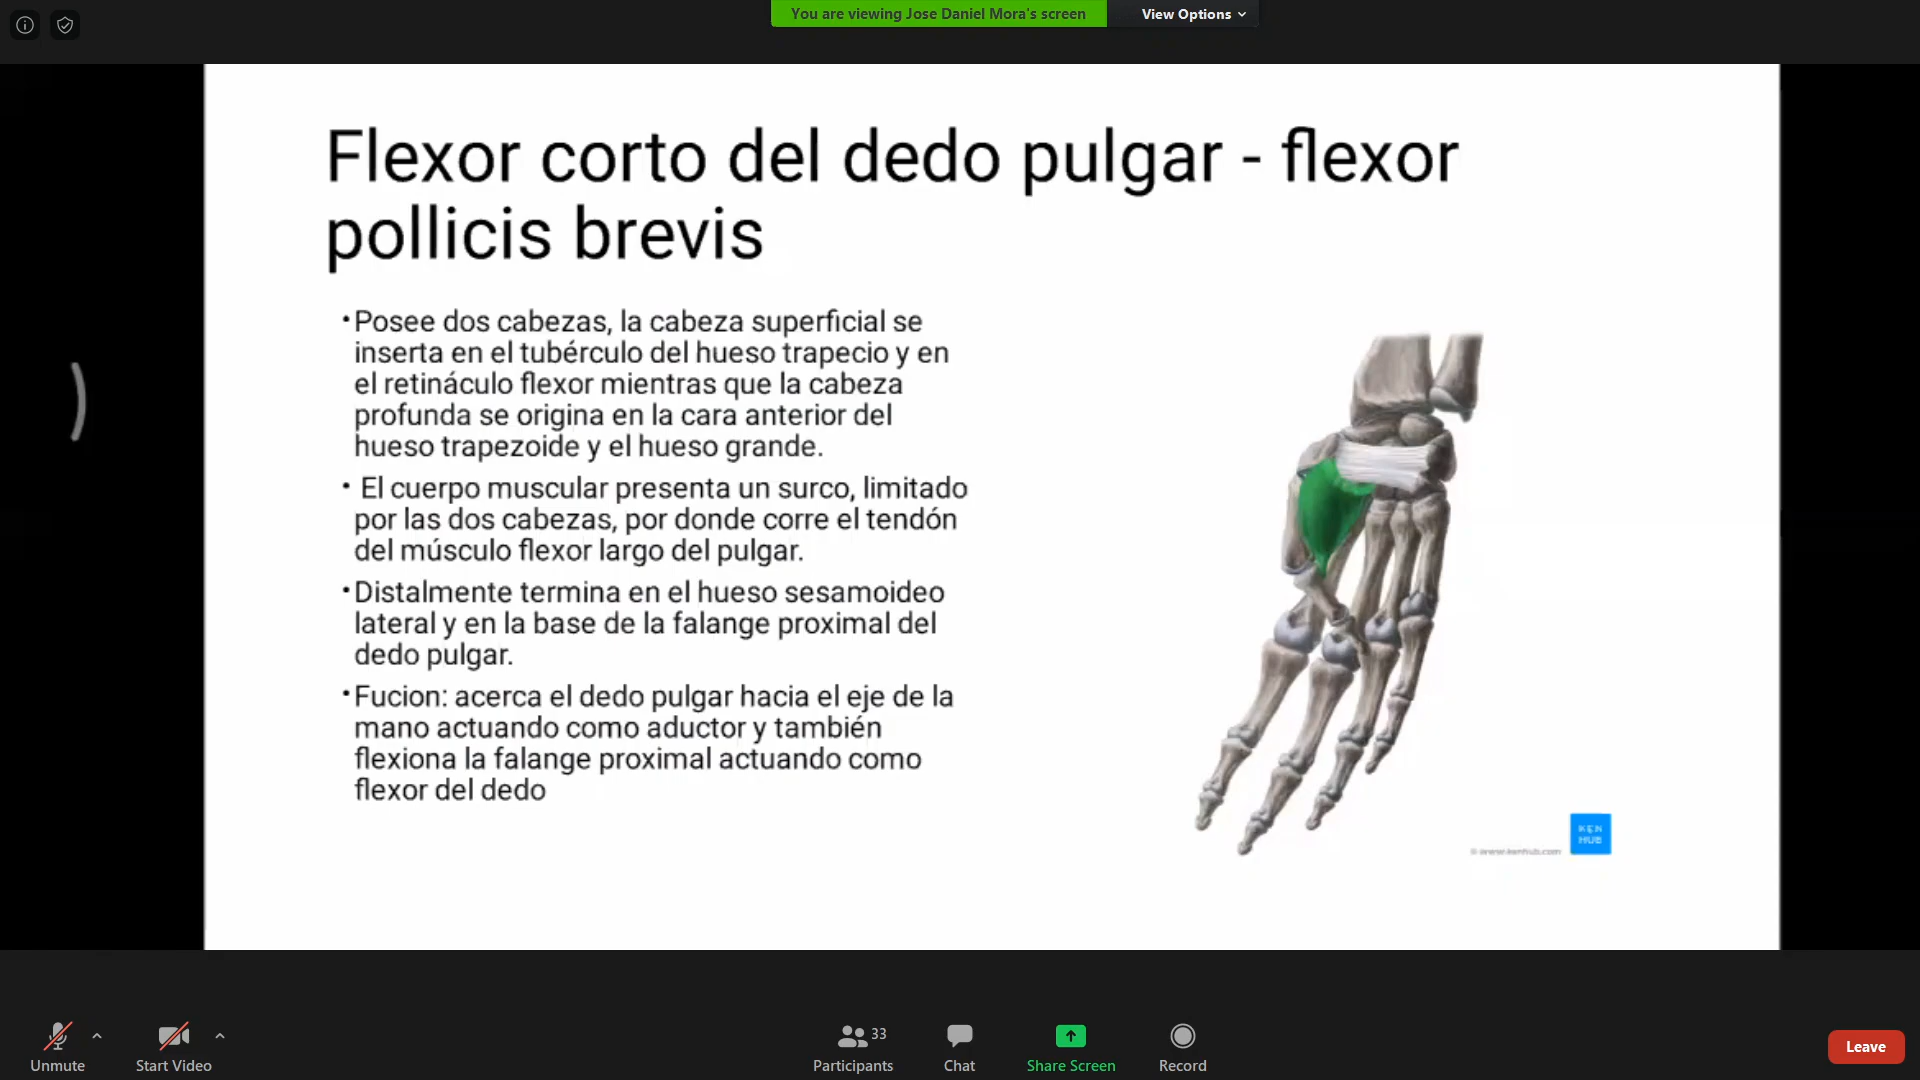 You are viewing Jose Daniel Mora's screen
View Options
Flexor corto del dedo pulgar - flexor
pollicis brevis
•Posee dos cabezas, la cabeza superficial se
inserta en el tubérculo del hueso trapecio y en
el retináculo flexor mientras que la cabeza
profunda se origina en la cara anterior del
hueso trapezoide y el hueso grande.
• El cuerpo muscular presenta un surco, limitado
por las dos cabezas, por donde corre el tendón
del músculo flexor largo del pulgar.
•Distalmente termina en el hueso sesamoideo
lateral y en la base de la falange proximal del
dedo pulgar.
•Fucion: acerca el dedo pulgar hacia el eje de la
mano actuando como aductor y también
flexiona la falange proximal actuando como
flexor del dedo
KEN
HUB
© www.kenhub.com
Unmute
Start Video
33
Participants
Chat
Share Screen
Record
Leave